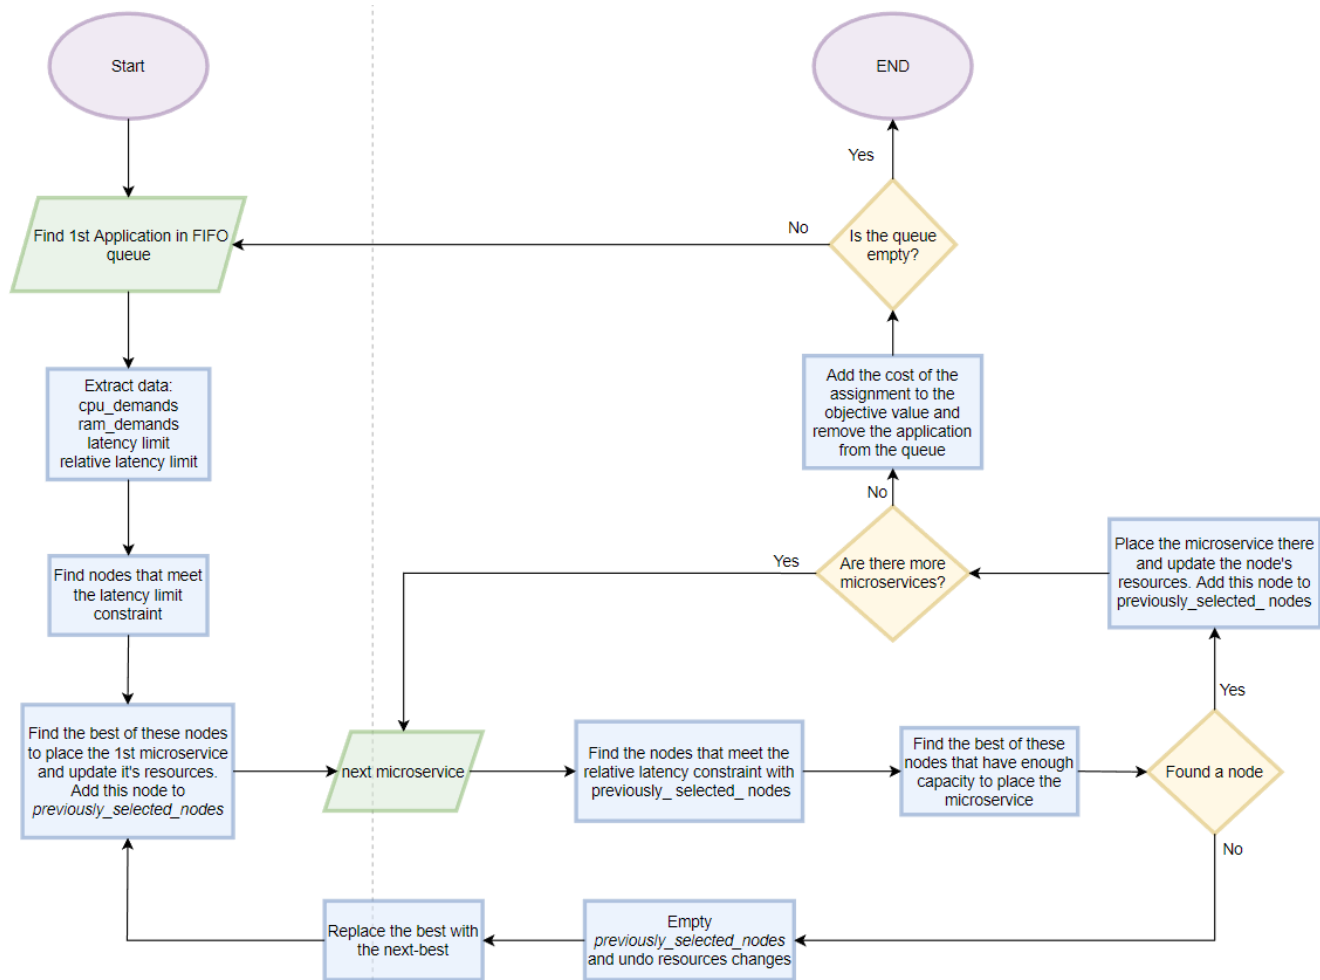 Start
END
Yes
Find 1st Application in FIFO
queue
No
Is the queue
empty?
Extract data:
cpu_demands
ram_demands
latency limit
relative latency limit
Add the cost of the
assignment to the
objective value and
remove the application
from the queue
No
Find nodes that meet
the latency limit
constraint
Yes
Are there more
microservices?
Place the microservice there
and update the node's
resources. Add this node to
previously_selected_ nodes
Yes
Find the best of these nodes
to place the 1st microservice
and update it's resources.
Add this node to
previously_selected_nodes
next microservice
Find the nodes that meet the
relative latency constraint with
previously_ selected_ nodes
Find the best of these
nodes that have enough
capacity to place the
microservice
Found a node
No
Replace the best with
the next-best
Empty
previously_selected_nodes
and undo resources changes